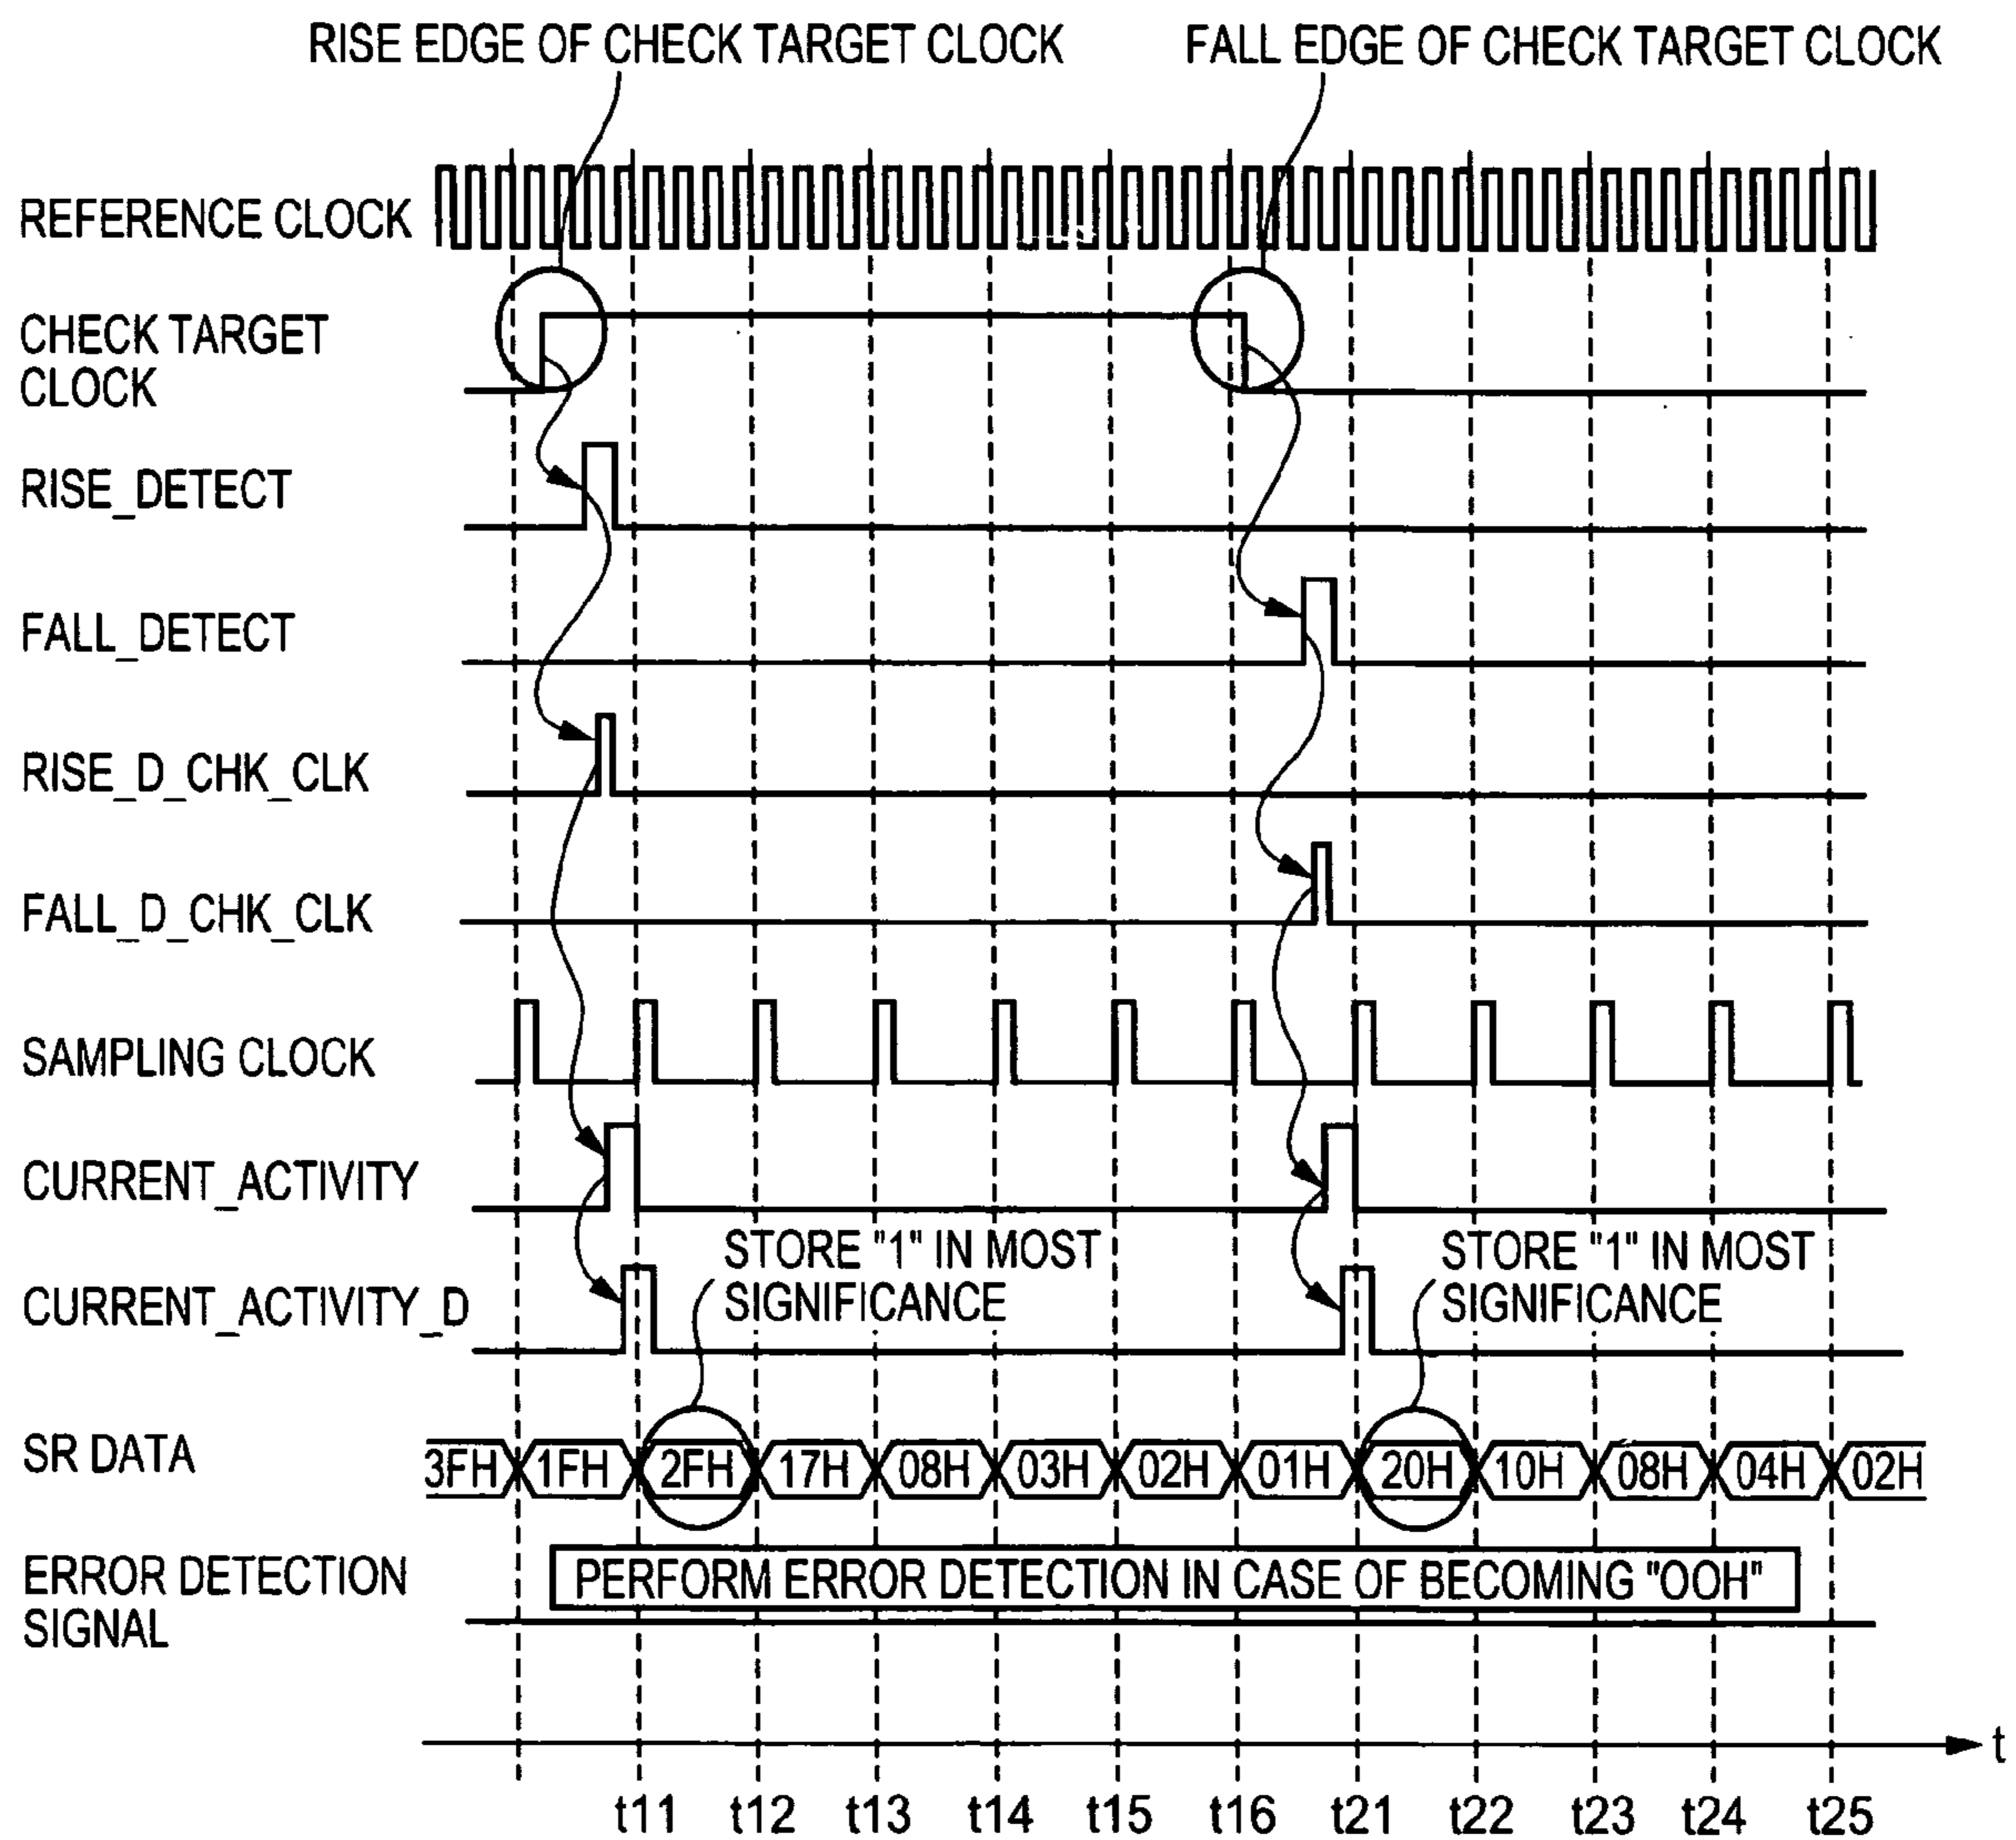 RISE EDGE OF CHECK TARGET CLOCK
FALL EDGE OF CHECK TARGET CLOCK
REFERENCE CLOCK
CHECK TARGET
CLOCK
RISE_DETECT
FALL_DETECT
RISE_D_CHK_CLK
FALL_D_CHK_CLK
SAMPLING CLOCK
CURRENT_ACTIVITY
STORE "1" IN MOST
SIGNIFICANCE
STORE "1" IN MOST
SIGNIFICANCE
CURRENT_ACTIVITY_D
SR DATA
3FH 1FH 2FH 17H 08H 03H 02H 01H 20H 10H 08H 04H 02H
ERROR DETECTION
SIGNAL
PERFORM ERROR DETECTION IN CASE OF BECOMING "OOH"
t
t11 t12 t13 t14 t15 t16 t21 t22 t23 t24 t25